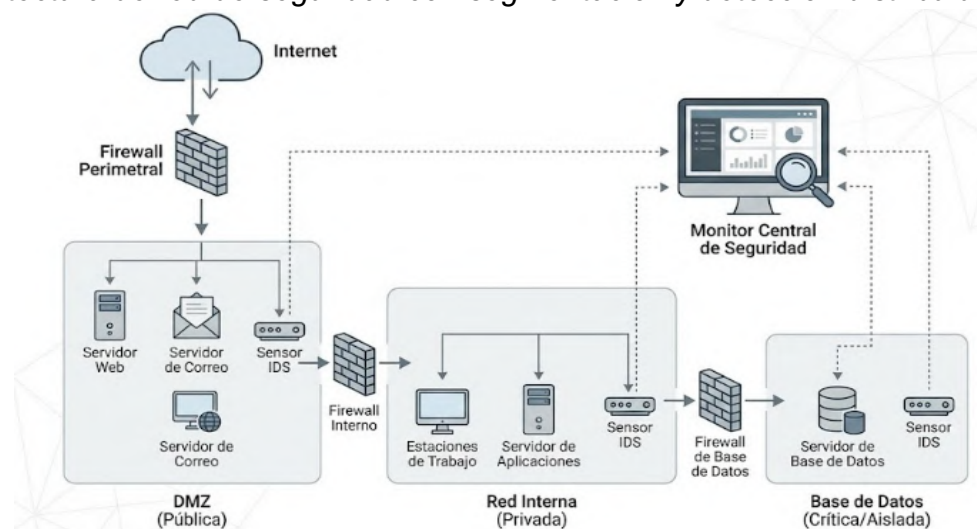 Internet
Firewall
Perimetral
Monitor Central
de Seguridad
Servidor
Web
Servidor
de Correo
Sensor
IDS
Servidor de
Correo
DMZ
(Pública)
Firewall
Interno
Estaciones
de Trabajo
Servidor de
Aplicaciones
Sensor
IDS
Red Interna
(Privada)
Firewall
de Base
de Datos
Servidor de
Base de Datos
Sensor
IDS
Base de Datos
(Crítica/Aislada)